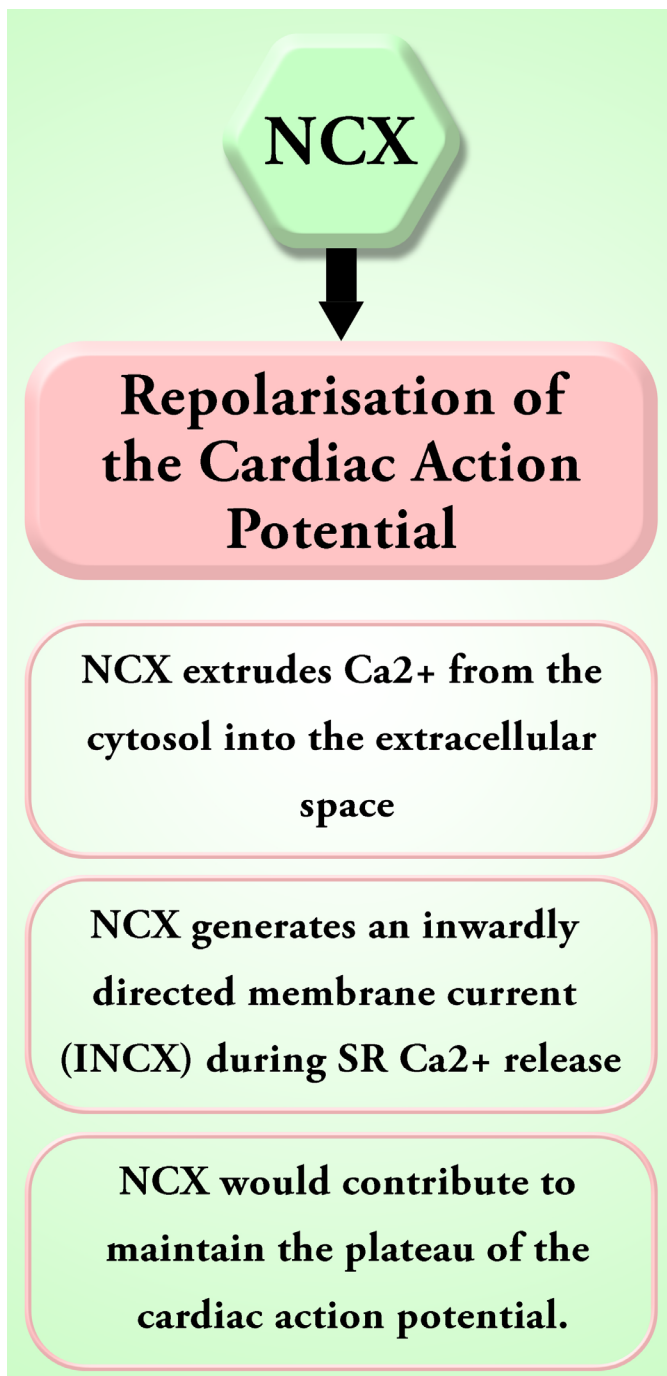 NCX
Repolarisation of
the Cardiac Action
Potential
NCX extrudes Ca2+ from the
cytosol into the extracellular
space
NCX generates an inwardly
directed membrane current
(INCX) during SR Ca2+ release
NCX would contribute to
maintain the plateau of the
cardiac action potential.